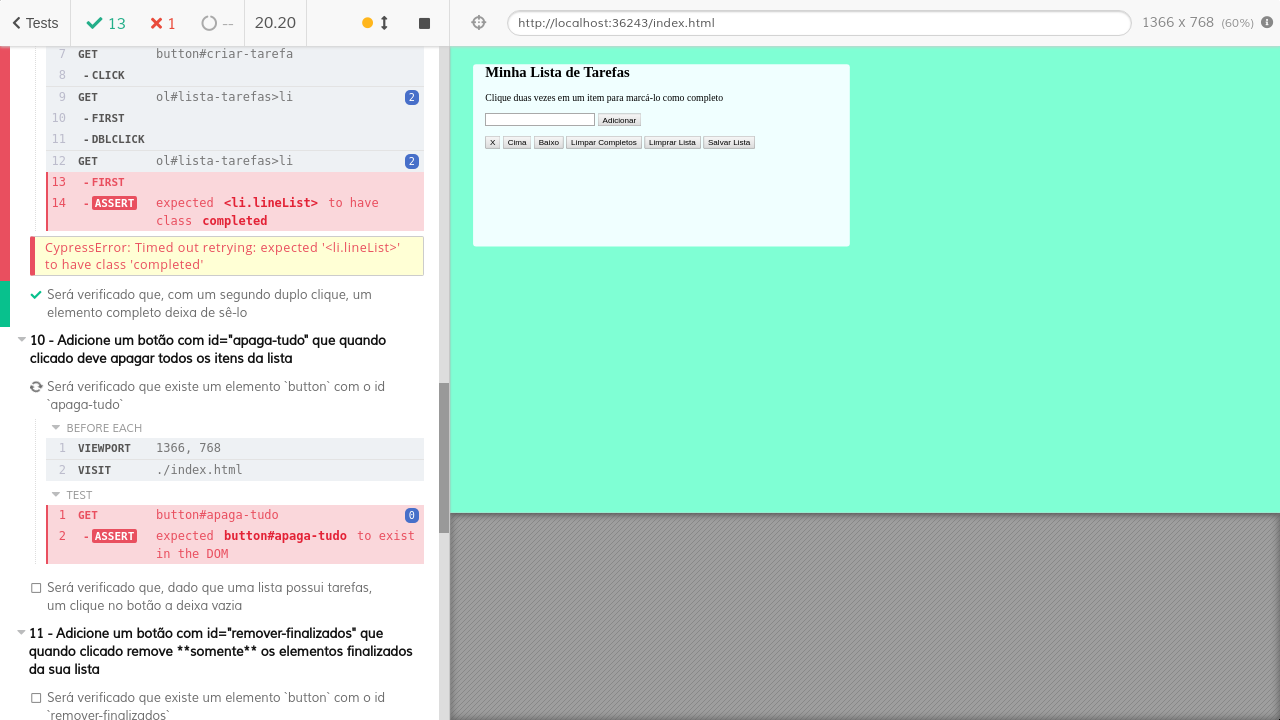 Tests
13
1
--
20.20
http://localhost:36243/index.html
1366 x 768 (60%)
7 GET button#criar-tarefa
8 - CLICK
9 GET ol#lista-tarefas>li 2
10 - FIRST
11 - DBLCLICK
12 GET ol#lista-tarefas>li 2
13 - FIRST
14 - ASSERT expected <li.lineList> to have
class completed
CypressError: Timed out retrying: expected '<li.lineList>'
to have class 'completed'
Será verificado que, com um segundo duplo clique, um
elemento completo deixa de sê-lo
10 - Adicione um botão com id="apaga-tudo" que quando
clicado deve apagar todos os itens da lista
Será verificado que existe um elemento `button` com o id
`apaga-tudo`
BEFORE EACH
1 VIEWPORT 1366, 768
2 VISIT ./index.html
TEST
1 GET button#apaga-tudo 0
2 - ASSERT expected button#apaga-tudo to exist
in the DOM
Será verificado que, dado que uma lista possui tarefas,
um clique no botão a deixa vazia
11 - Adicione um botão com id="remover-finalizados" que
quando clicado remove **somente** os elementos finalizados
da sua lista
Será verificado que existe um elemento `button` com o id
`remover-finalizados`
Minha Lista de Tarefas
Clique duas vezes em um item para marcá-lo como completo
Adicionar
X Cima Baixo Limpar Completos Limprar Lista Salvar Lista